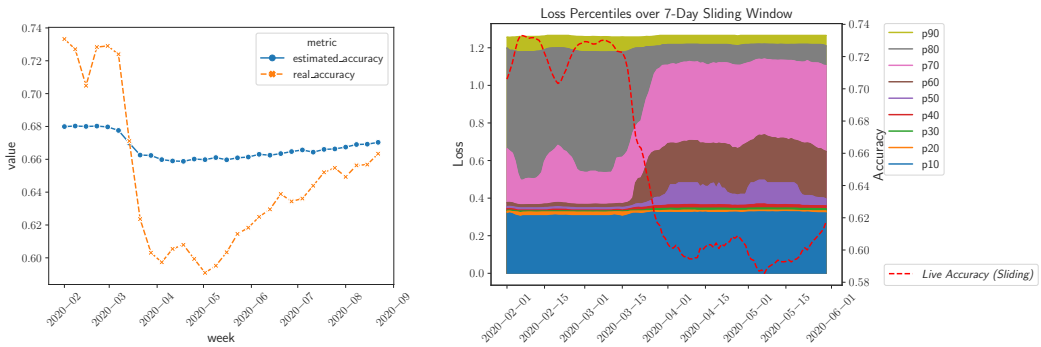 0.74
0.72
0.70
0.68
0.66
0.64
0.62
0.60
value
metric
estimated_accuracy
real_accuracy
2020−02
2020−03
2020−04
2020−05
2020−06
2020−07
2020−08
2020−09
week
Loss Percentiles over 7-Day Sliding Window
1.2
1.0
0.8
0.6
0.4
0.2
0.0
Loss
0.74
0.72
0.70
0.68
0.66
0.64
0.62
0.60
0.58
Accuracy
2020−02−01
2020−02−15
2020−03−01
2020−03−15
2020−04−01
2020−04−15
2020−05−01
2020−05−15
2020−06−01
p90
p80
p70
p60
p50
p40
p30
p20
p10
Live Accuracy (Sliding)